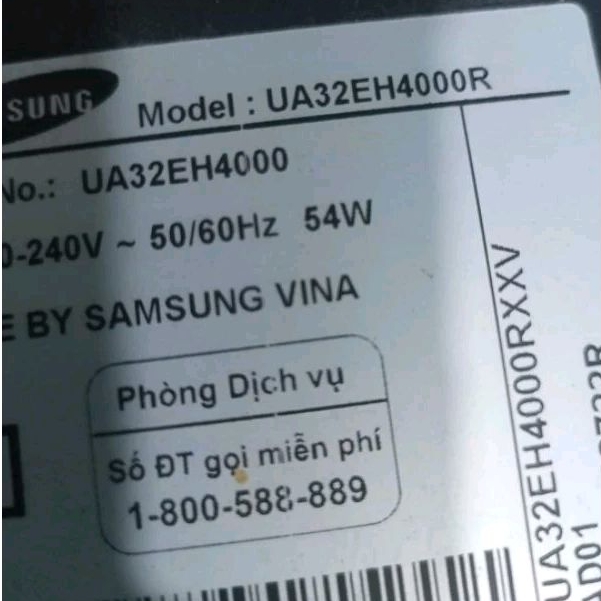 SUNG
Model : UA32EH4000R
No.: UA32EH4000
0-240V ~ 50/60Hz 54W
E BY SAMSUNG VINA
Phòng Dịch vụ
Số ĐT gọi miễn phí
1-800-588-889
UA32EH4000RXXV
AD01